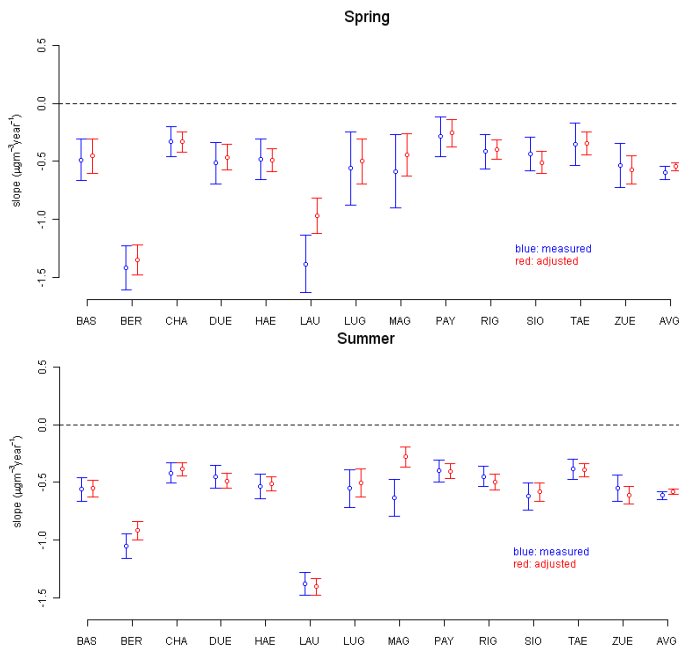 Spring
slope (µgm⁻³year⁻¹)
0.5
0.0
-0.5
-1.0
-1.5
blue: measured
red: adjusted
BAS BER CHA DUE HAE LAU LUG MAG PAY RIG SIO TAE ZUE AVG
Summer
slope (µgm⁻³year⁻¹)
0.5
0.0
-0.5
-1.0
-1.5
blue: measured
red: adjusted
BAS BER CHA DUE HAE LAU LUG MAG PAY RIG SIO TAE ZUE AVG